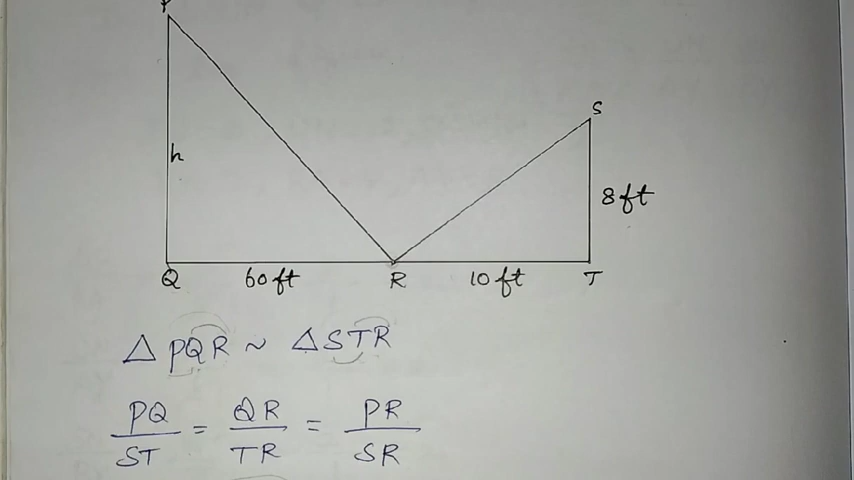 P
S
h
8ft
Q 60ft R 10ft T
△ PQR ~ △STR
PQ/ST = QR/TR = PR/SR